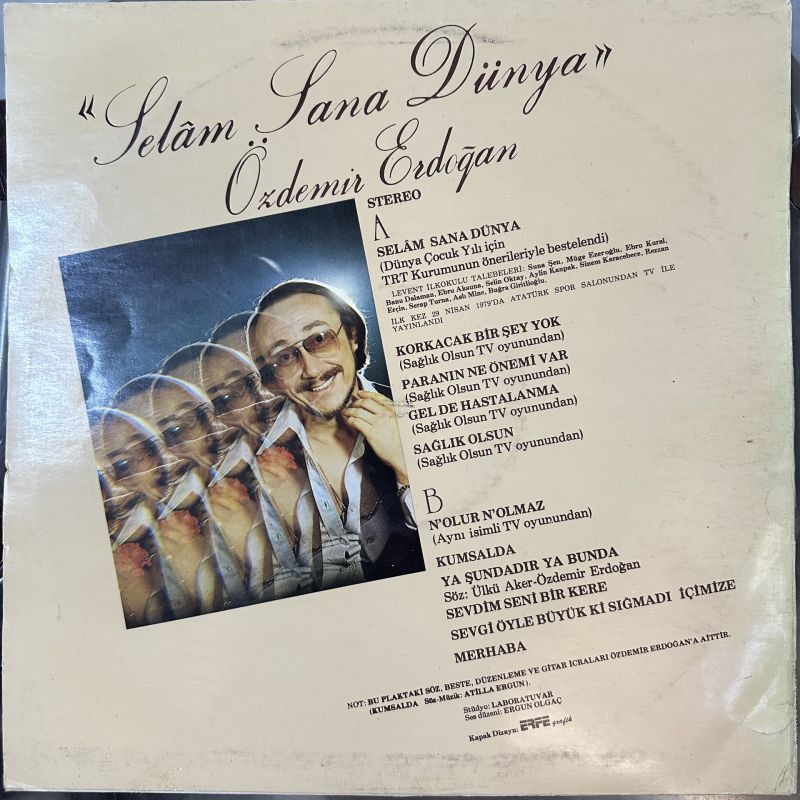 «Selâm Sana Dünya»
Özdemir Erdoğan
STEREO
A
SELÂM SANA DÜNYA
(Dünya Çocuk Yılı için
TRT Kurumunun önerileriyle bestelendi)
LEVENT İLKOKULU TALEBELERİ: Suna Şen, Müge Ezeroğlu, Ebru Kural,
Banu Dalaman, Ebru Aksuna, Selin Oktay, Aylin Kanpak, Sinem Karacebece, Rezzan
Erçin, Serap Turna, Aslı Mine, Buğra Giritlioğlu.
İLK KEZ 29 NİSAN 1979'DA ATATÜRK SPOR SALONUNDAN TV İLE
YAYINLANDI
KORKACAK BİR ŞEY YOK
(Sağlık Olsun TV oyunundan)
PARANIN NE ÖNEMİ VAR
(Sağlık Olsun TV oyunundan)
GEL DE HASTALANMA
(Sağlık Olsun TV oyunundan)
SAĞLIK OLSUN
(Sağlık Olsun TV oyunundan)
B
N'OLUR N'OLMAZ
(Aynı isimli TV oyunundan)
KUMSALDA
YA ŞUNDADIR YA BUNDA
Söz: Ülkü Aker-Özdemir Erdoğan
SEVDİM SENİ BİR KERE
SEVGİ ÖYLE BÜYÜK Kİ SIĞMADI İÇİMİZE
MERHABA
NOT: BU PLAKTAKİ SÖZ, BESTE, DÜZENLEME VE GİTAR İCRALARI ÖZDEMİR ERDOĞAN'A AİTTİR.
(KUMSALDA Söz-Müzik: ATİLLA ERGUN).
Stüdyo: LABORATUVAR
Ses düzeni: ERGUN OLGAÇ
Kapak Dizayn: ERFE grafik